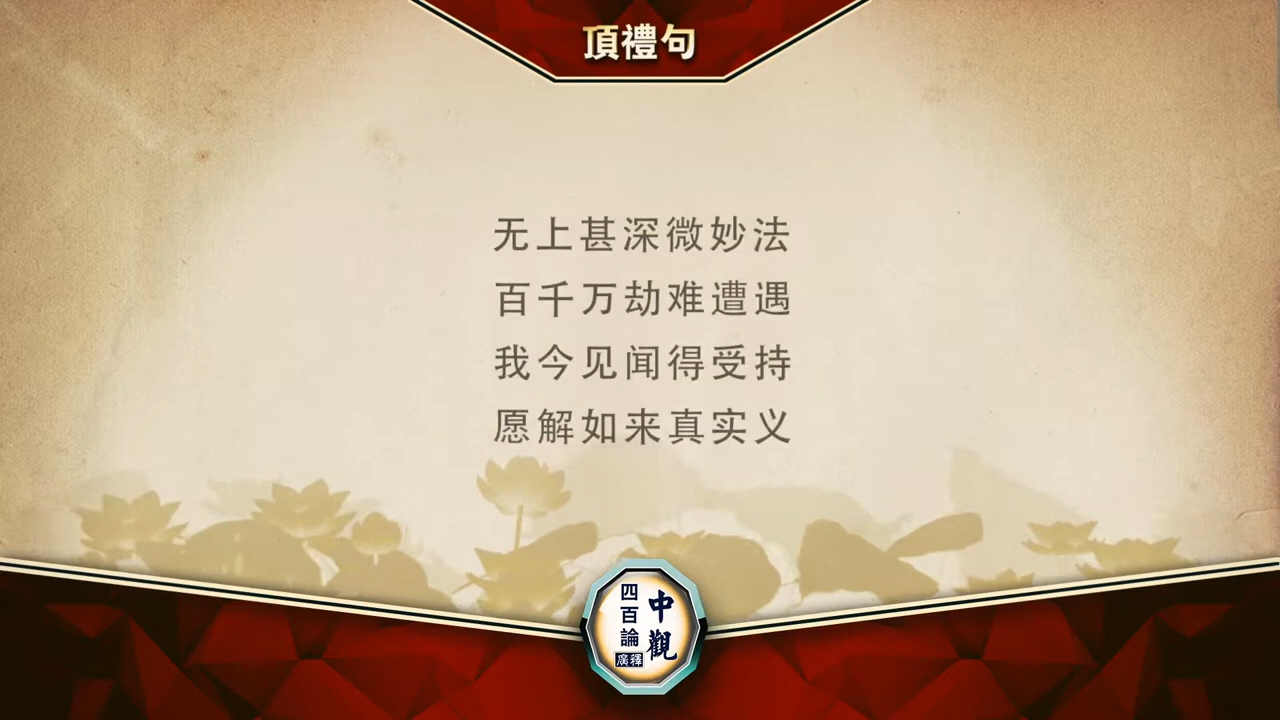 頂禮句
无上甚深微妙法
百千万劫难遭遇
我今见闻得受持
愿解如来真实义
中觀
四百論
廣釋